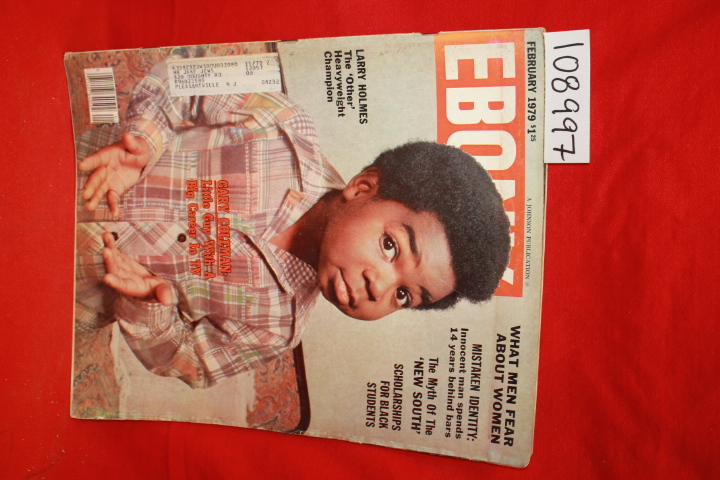 108997
FEBRUARY 1979 $1.25
EBONY
A JOHNSON PUBLICATION
LARRY HOLMES
The 'Other'
Heavyweight
Champion
WHAT MEN FEAR
ABOUT WOMEN
MISTAKEN IDENTITY:
Innocent man spends
14 years behind bars
The Myth Of The
'NEW SOUTH'
SCHOLARSHIPS
FOR BLACK
STUDENTS
GARY COLEMAN:
Little Guy With A
Big Career In TV
PLEASANTVILLE N J 08232